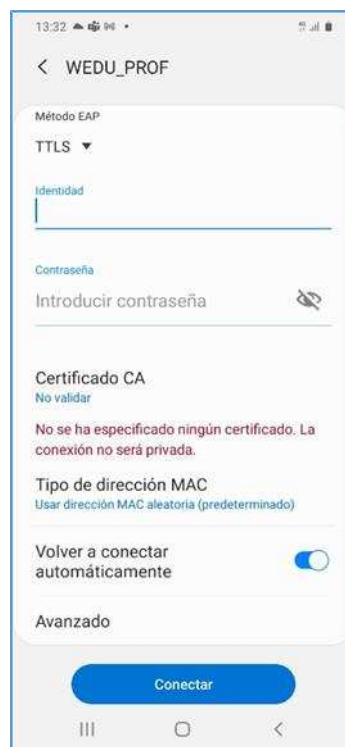 13:32
WEDU_PROF
Método EAP
TTLS
Identidad
Contraseña
Introducir contraseña
Certificado CA
No validar
No se ha especificado ningún certificado. La
conexión no será privada.
Tipo de dirección MAC
Usar dirección MAC aleatoria (predeterminado)
Volver a conectar
automáticamente
Avanzado
Conectar